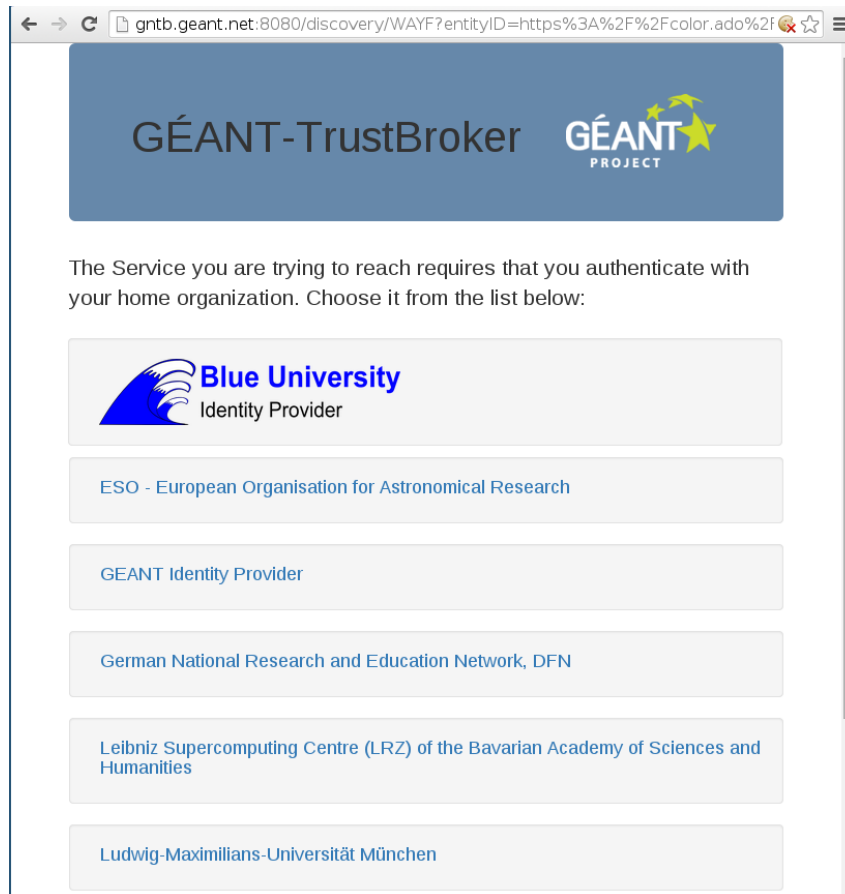 gntb.geant.net:8080/discovery/WAYF?entityID=https%3A%2F%2Fcolor.ado%2F
GÉANT-TrustBroker
GÉANT
PROJECT
The Service you are trying to reach requires that you authenticate with
your home organization. Choose it from the list below:
Blue University
Identity Provider
ESO - European Organisation for Astronomical Research
GEANT Identity Provider
German National Research and Education Network, DFN
Leibniz Supercomputing Centre (LRZ) of the Bavarian Academy of Sciences and
Humanities
Ludwig-Maximilians-Universität München